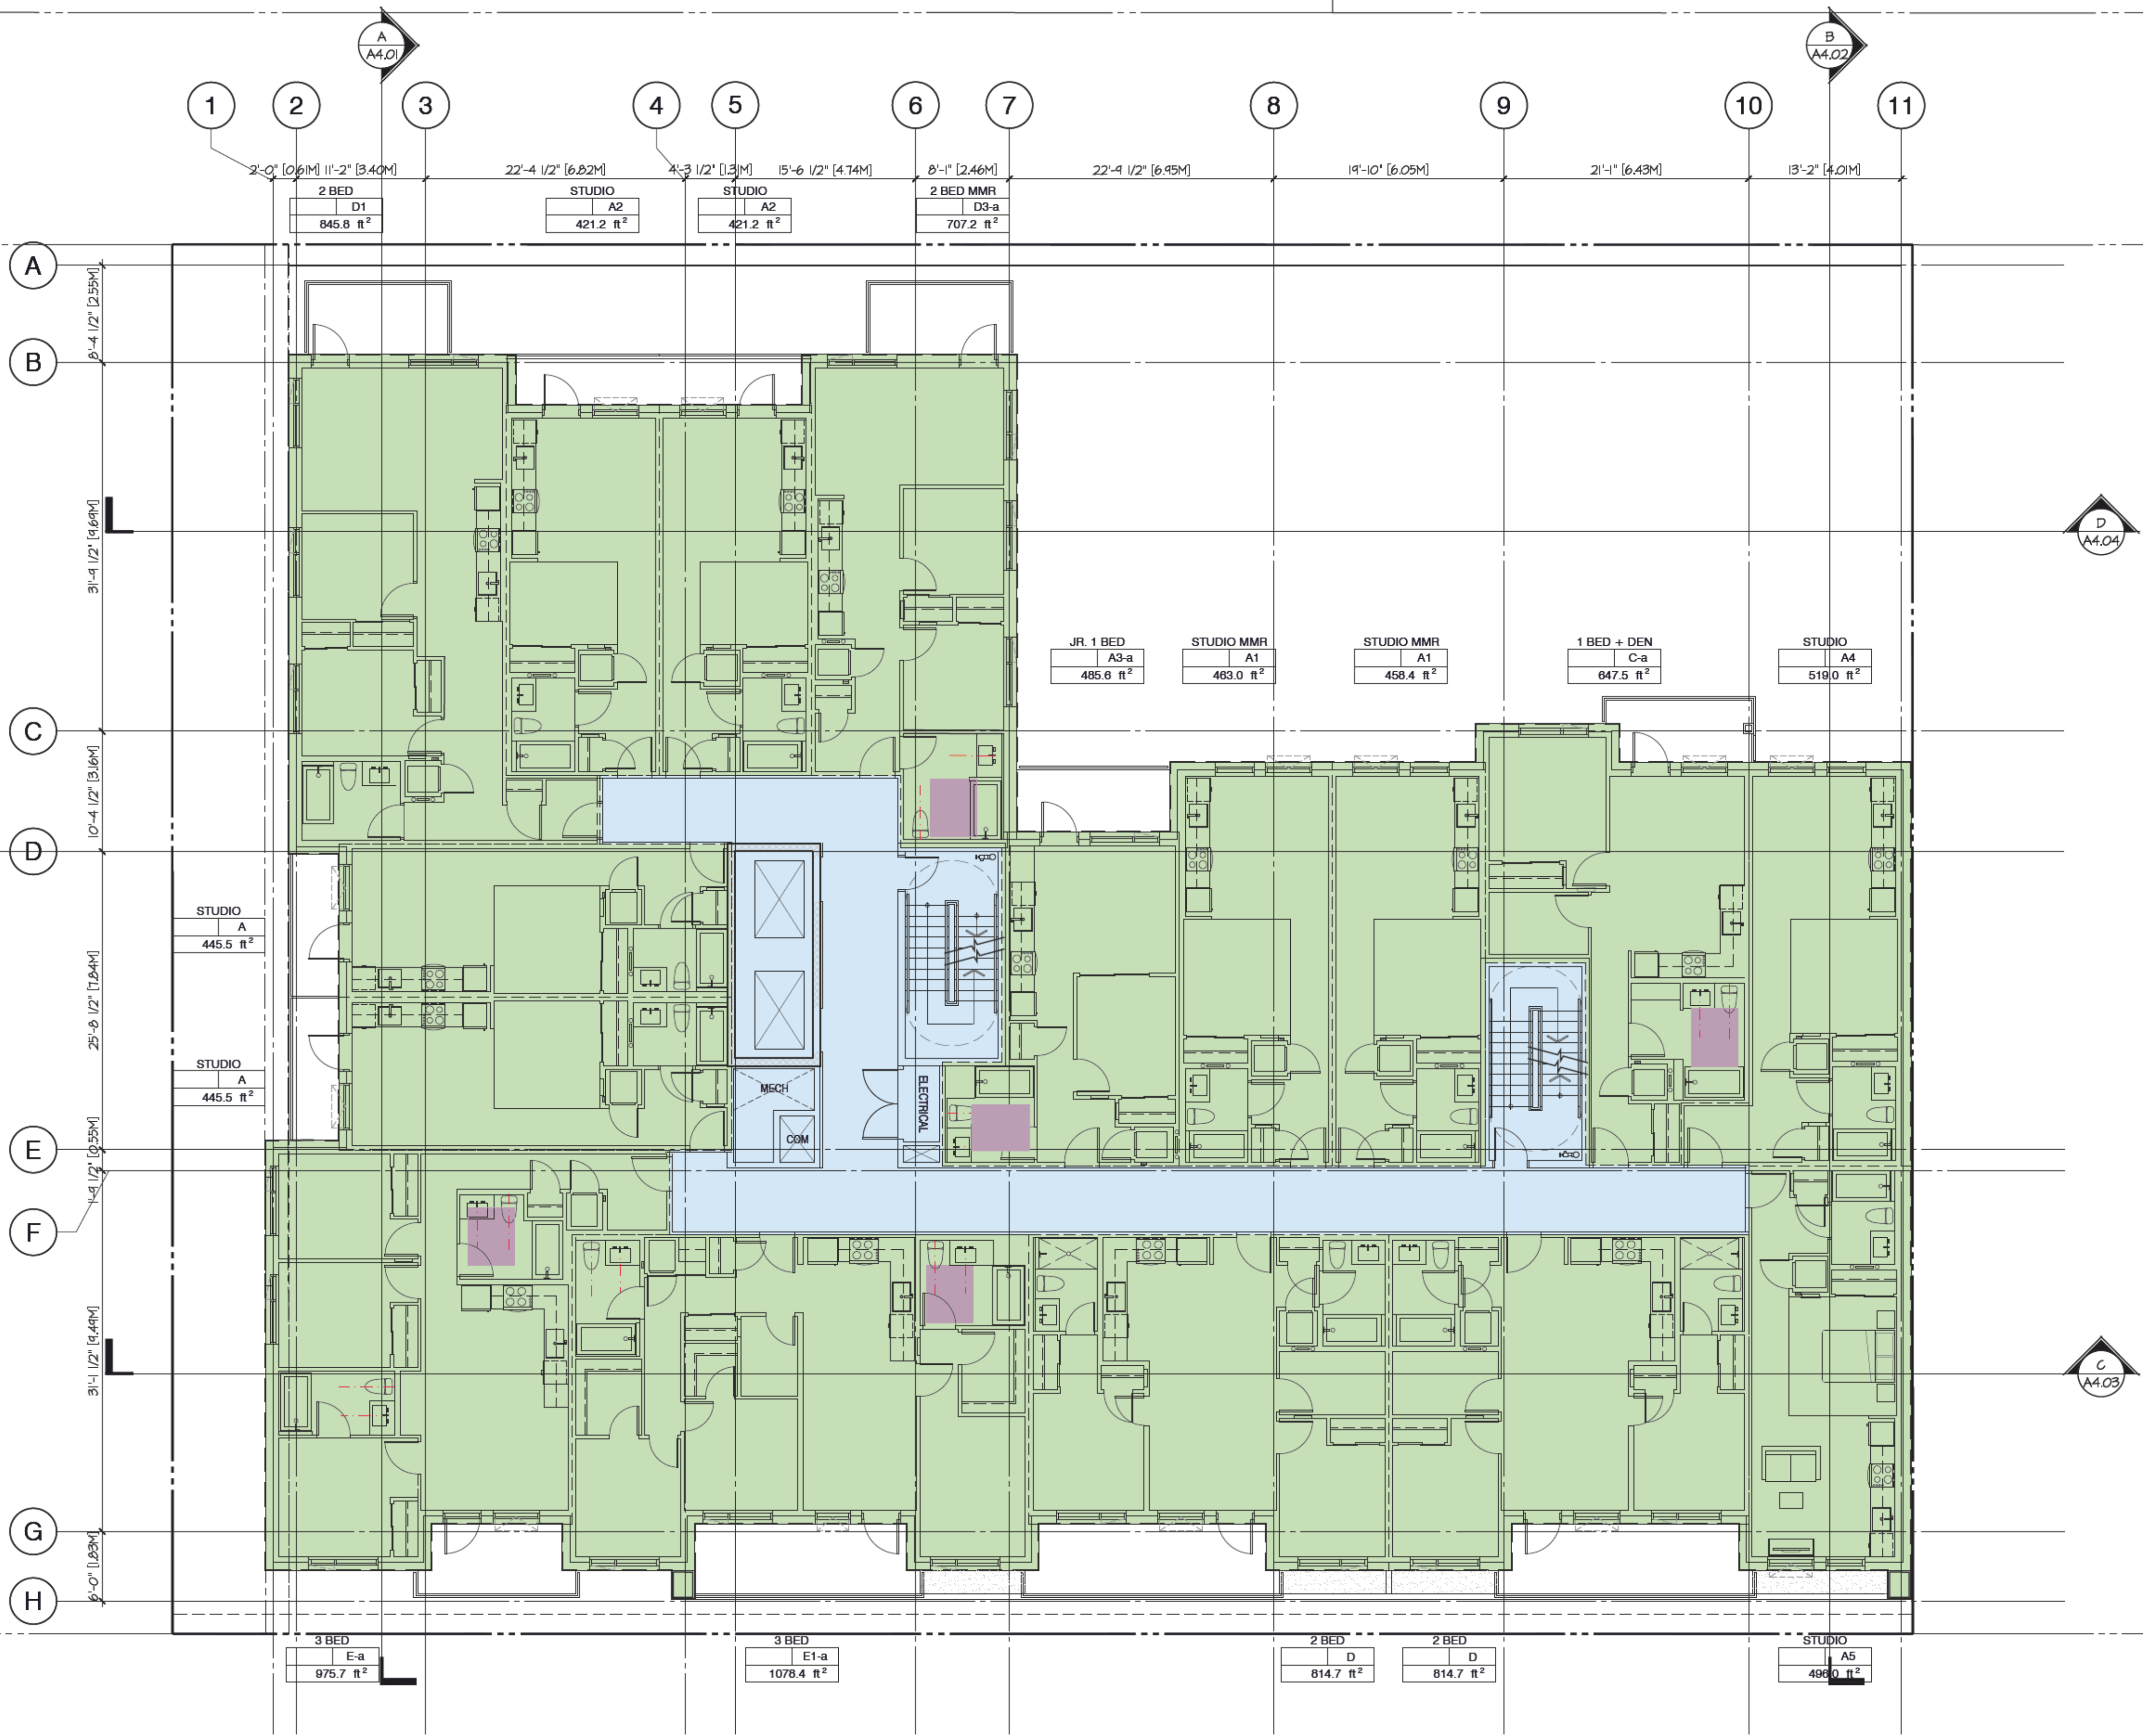 A
A4.01
B
A4.02
1 2 3 4 5 6 7 8 9 10 11
2'-0" [0.61M] 11'-2" [3.40M] 22'-4 1/2" [6.82M] 4'-3 1/2" [1.31M] 15'-6 1/2" [4.74M] 8'-1" [2.46M] 22'-9 1/2" [6.95M] 19'-10" [6.05M] 21'-1" [6.43M] 13'-2" [4.01M]
2 BED
D1
845.8 ft²
STUDIO
A2
421.2 ft²
STUDIO
A2
421.2 ft²
2 BED MMR
D3-a
707.2 ft²
A
8'-4 1/2" [2.55M]
B
31'-9 1/2" [9.69M]
D
A4.04
JR. 1 BED
A3-a
485.6 ft²
STUDIO MMR
A1
463.0 ft²
STUDIO MMR
A1
458.4 ft²
1 BED + DEN
C-a
647.5 ft²
STUDIO
A4
519.0 ft²
C
10'-4 1/2" [3.16M]
D
STUDIO
A
445.5 ft²
25'-8 1/2" [7.84M]
STUDIO
A
445.5 ft²
MECH
ELECTRICAL
COM
E
1'-9 1/2" [0.55M]
F
31'-1 1/2" [9.49M]
C
A4.03
G
6'-0" [1.83M]
H
3 BED
E-a
975.7 ft²
3 BED
E1-a
1078.4 ft²
2 BED
D
814.7 ft²
2 BED
D
814.7 ft²
STUDIO
A5
496.0 ft²